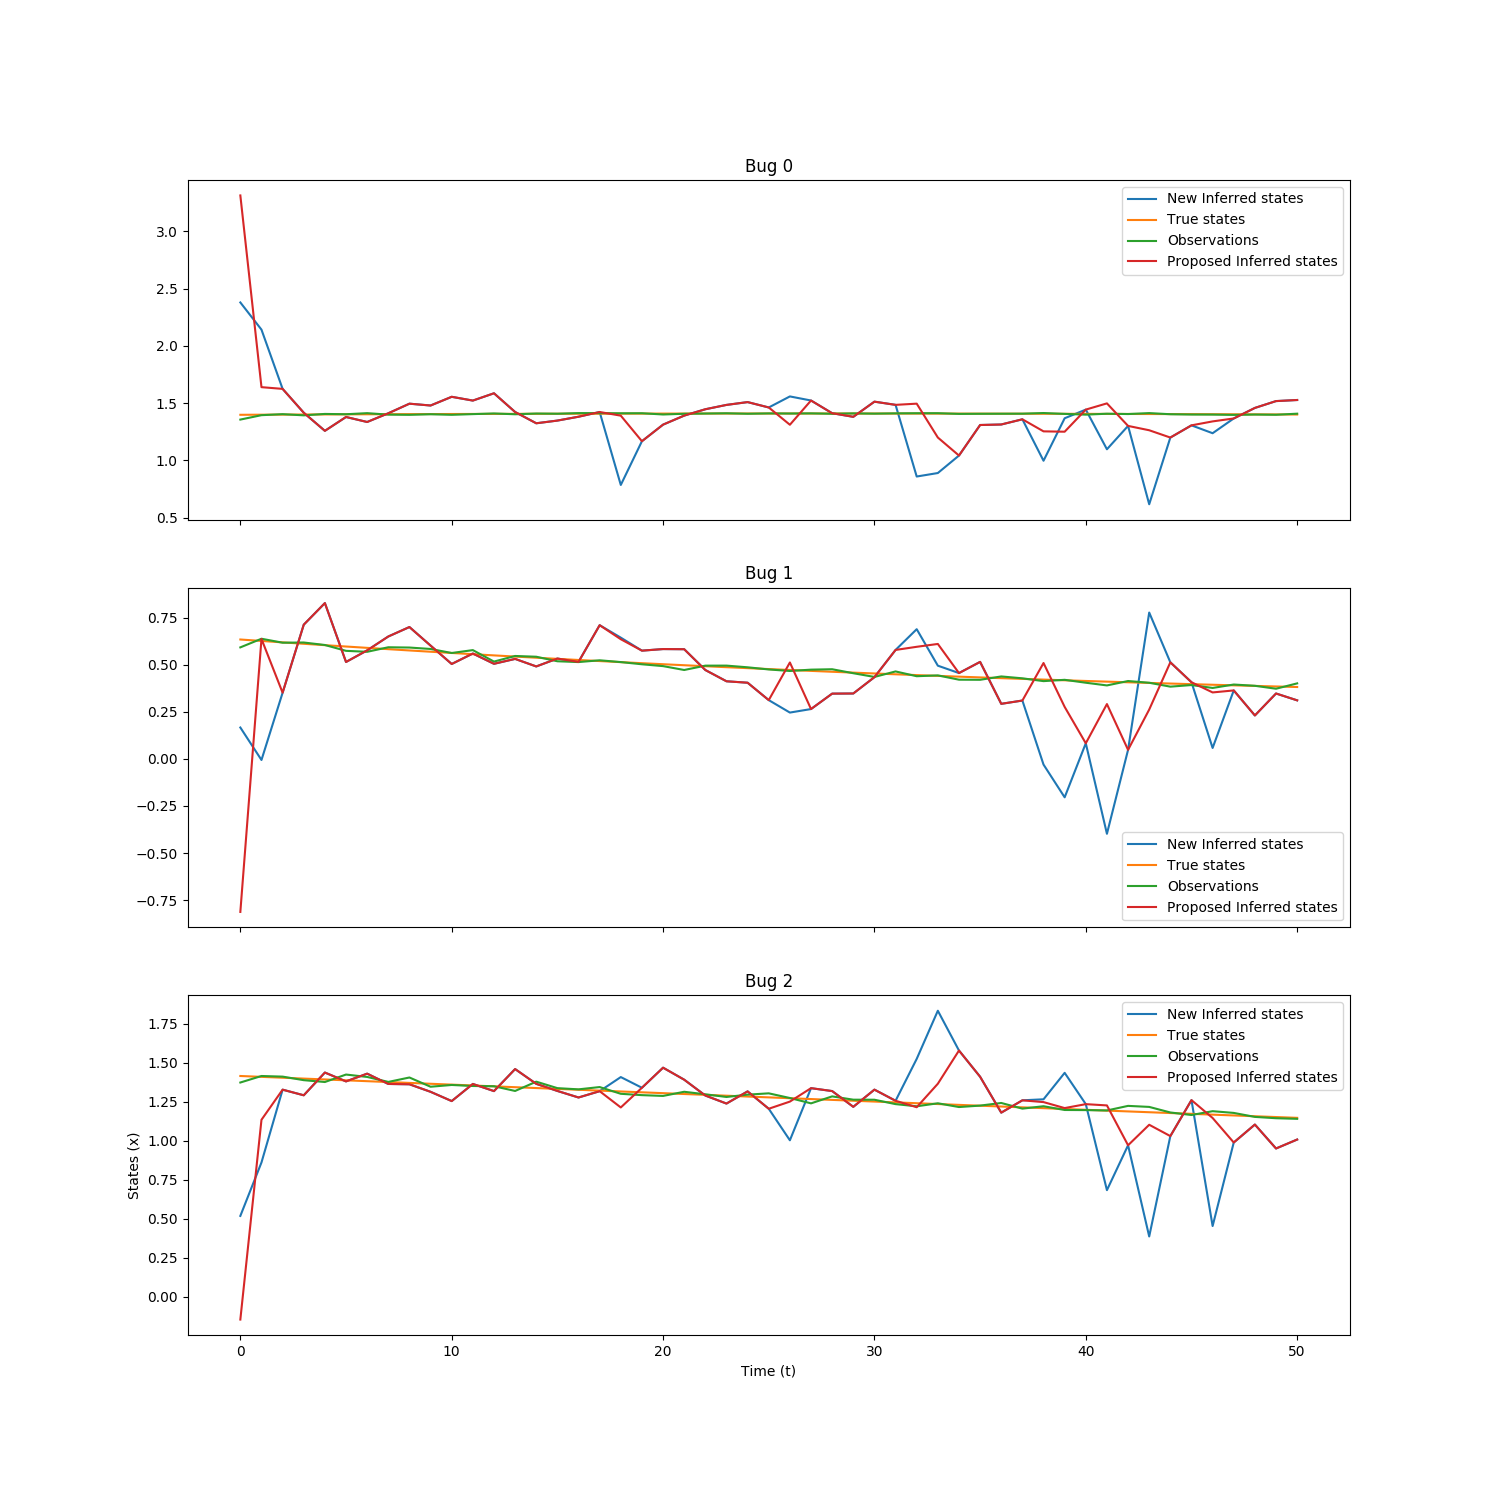 Bug 0
3.0
2.5
2.0
1.5
1.0
0.5
New Inferred states
True states
Observations
Proposed Inferred states
Bug 1
0.75
0.50
0.25
0.00
−0.25
−0.50
−0.75
New Inferred states
True states
Observations
Proposed Inferred states
Bug 2
1.75
1.50
1.25
1.00
0.75
0.50
0.25
0.00
States (x)
New Inferred states
True states
Observations
Proposed Inferred states
0 10 20 30 40 50
Time (t)